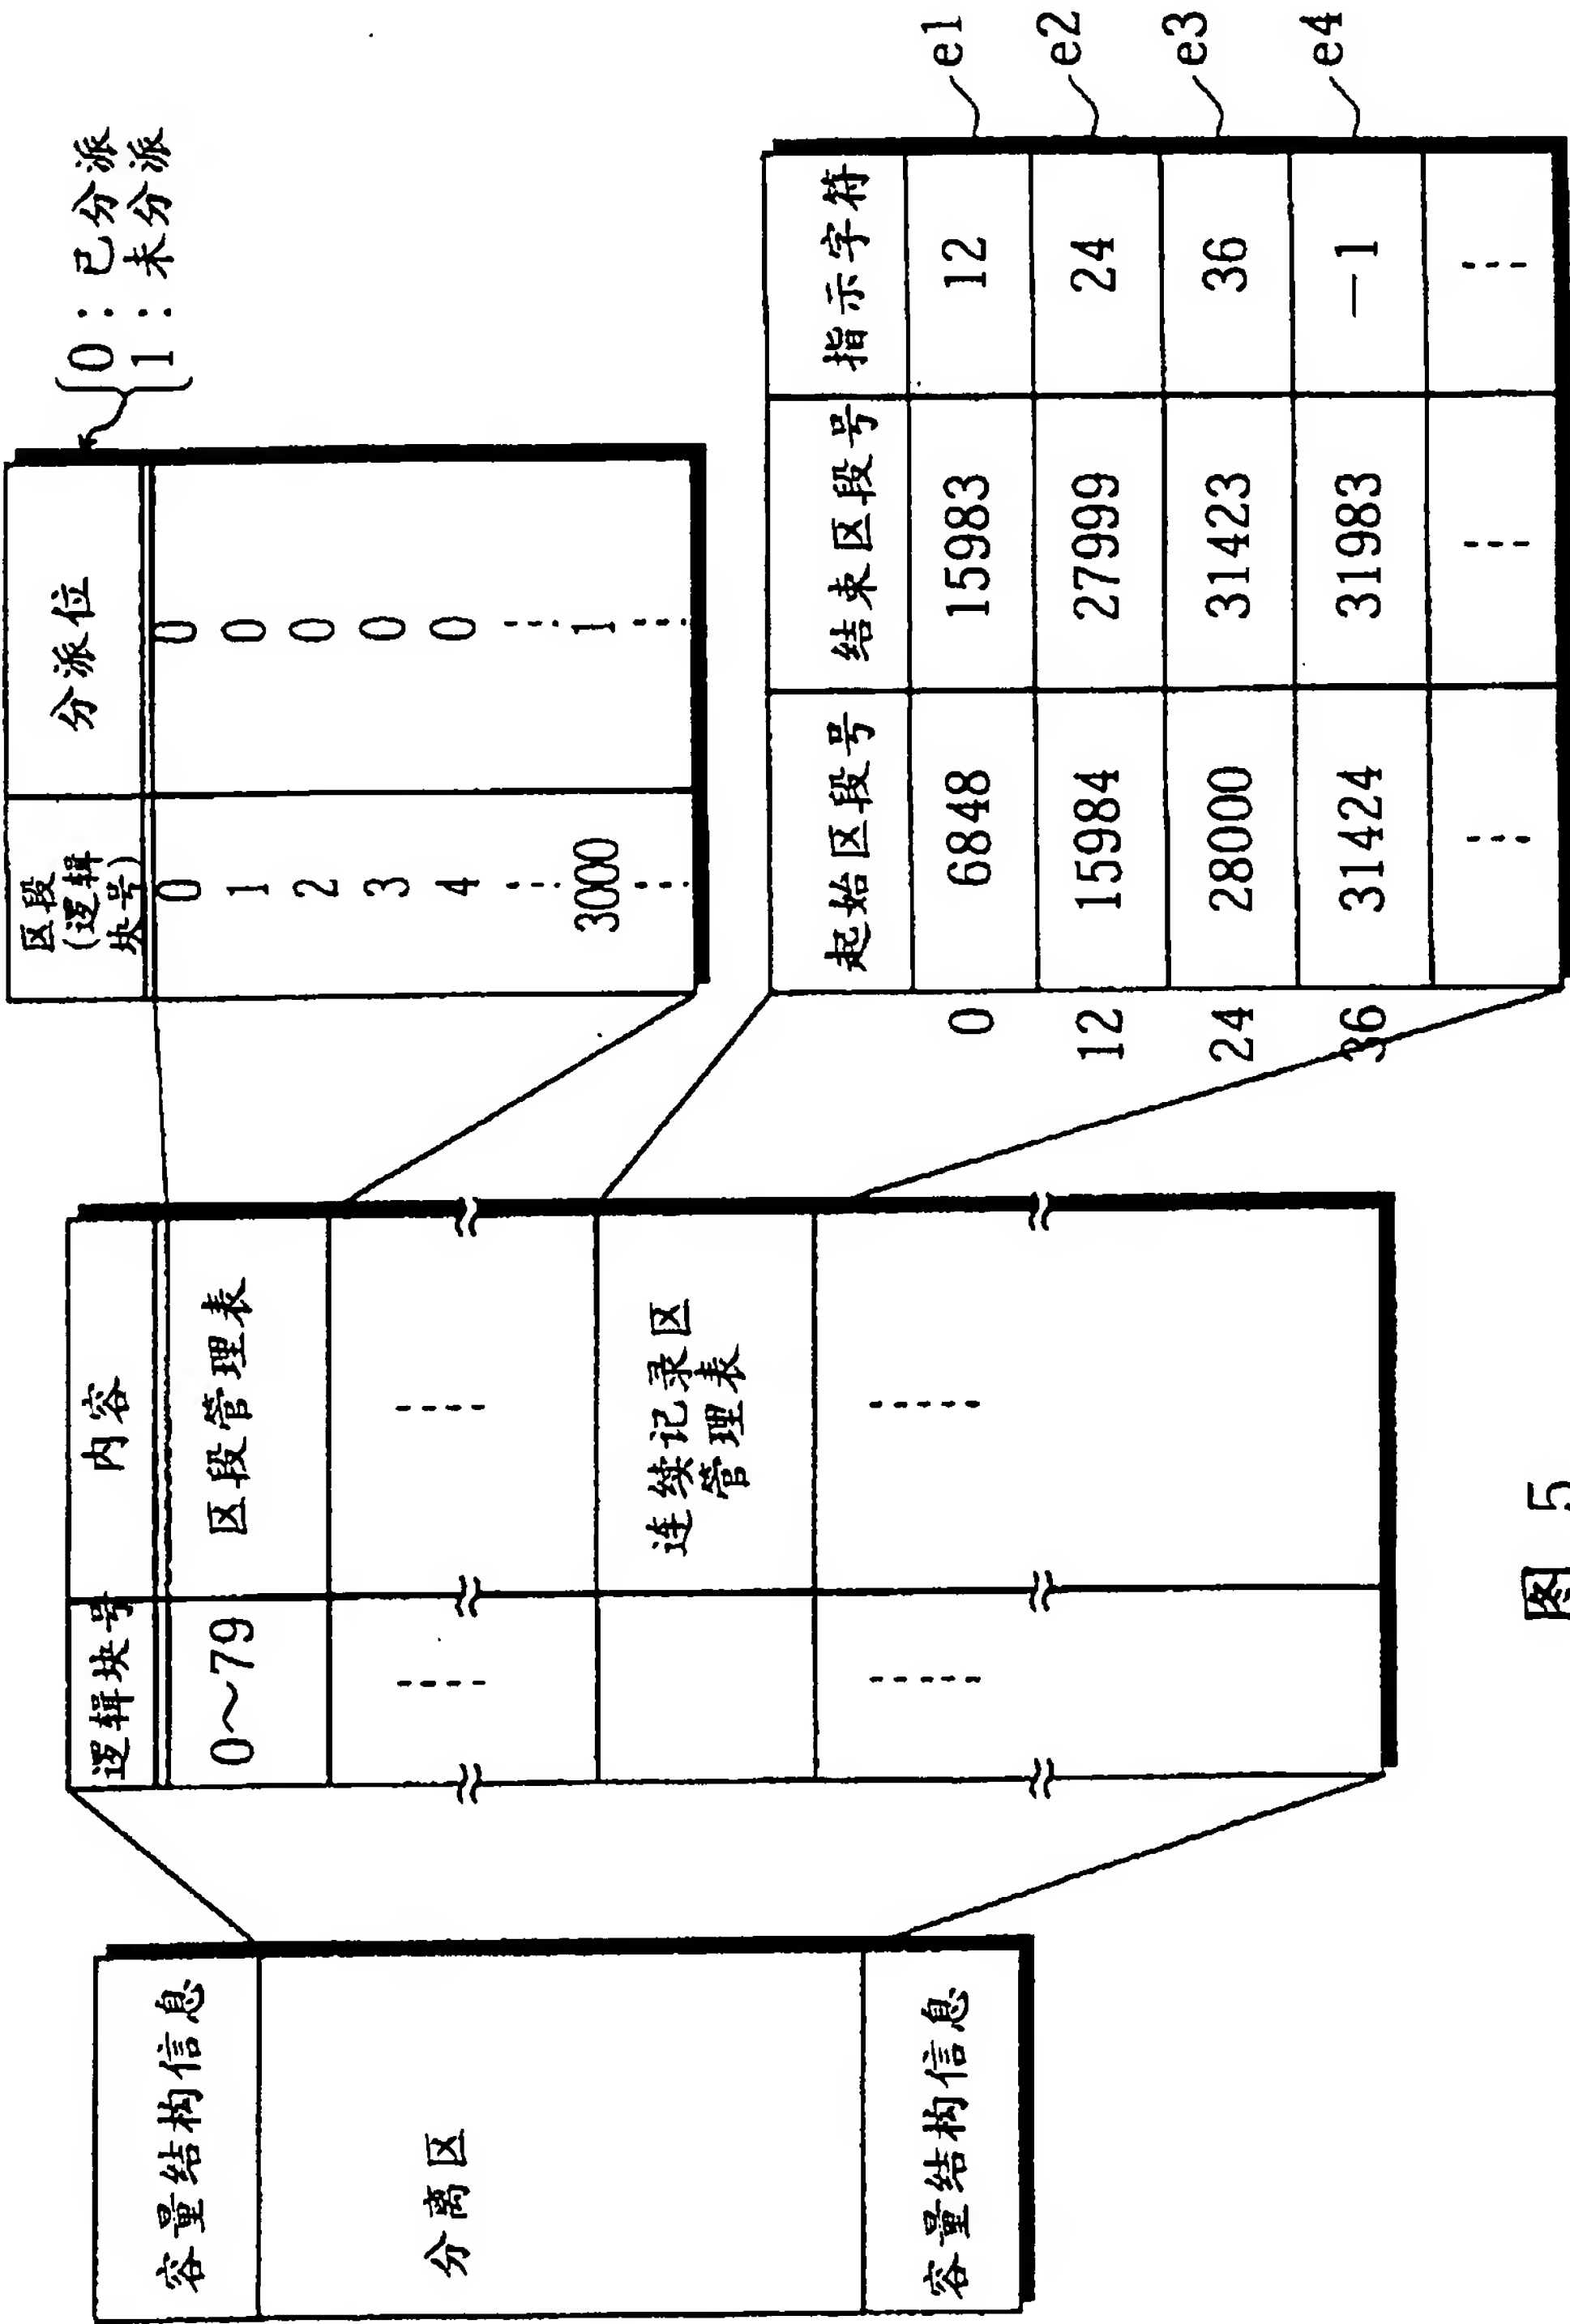 容量结构信息
分离区
容量结构信息
逻辑块号 内容
0～79 区段管理表
连续记录区
管理表
区段
(逻辑
块号) 分派位
0 0
1 0
2 0
3 0
4 0
3000 1
0：已分派
1：未分派
起始区段号 结束区段号 指示字符
0 6848 15983 12 e1
12 15984 27999 24 e2
24 28000 31423 36 e3
36 31424 31983 —1 e4
图 5